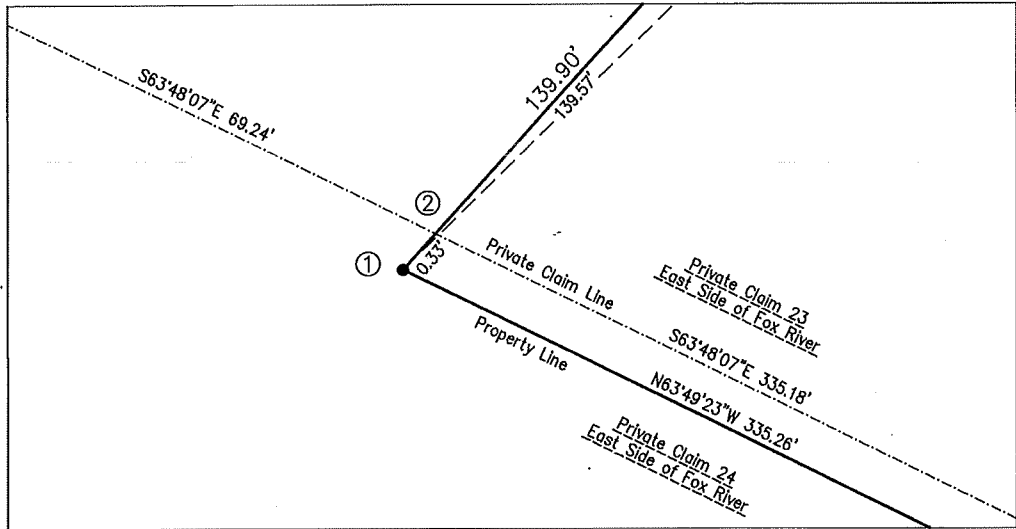 S63°48'07"E 69.24'
139.90'
139.57'
②
①
0.33'
Private Claim Line
Private Claim 23
East Side of Fox River
Property Line
S63°48'07"E 335.18'
N63°49'23"W 335.26'
Private Claim 24
East Side of Fox River